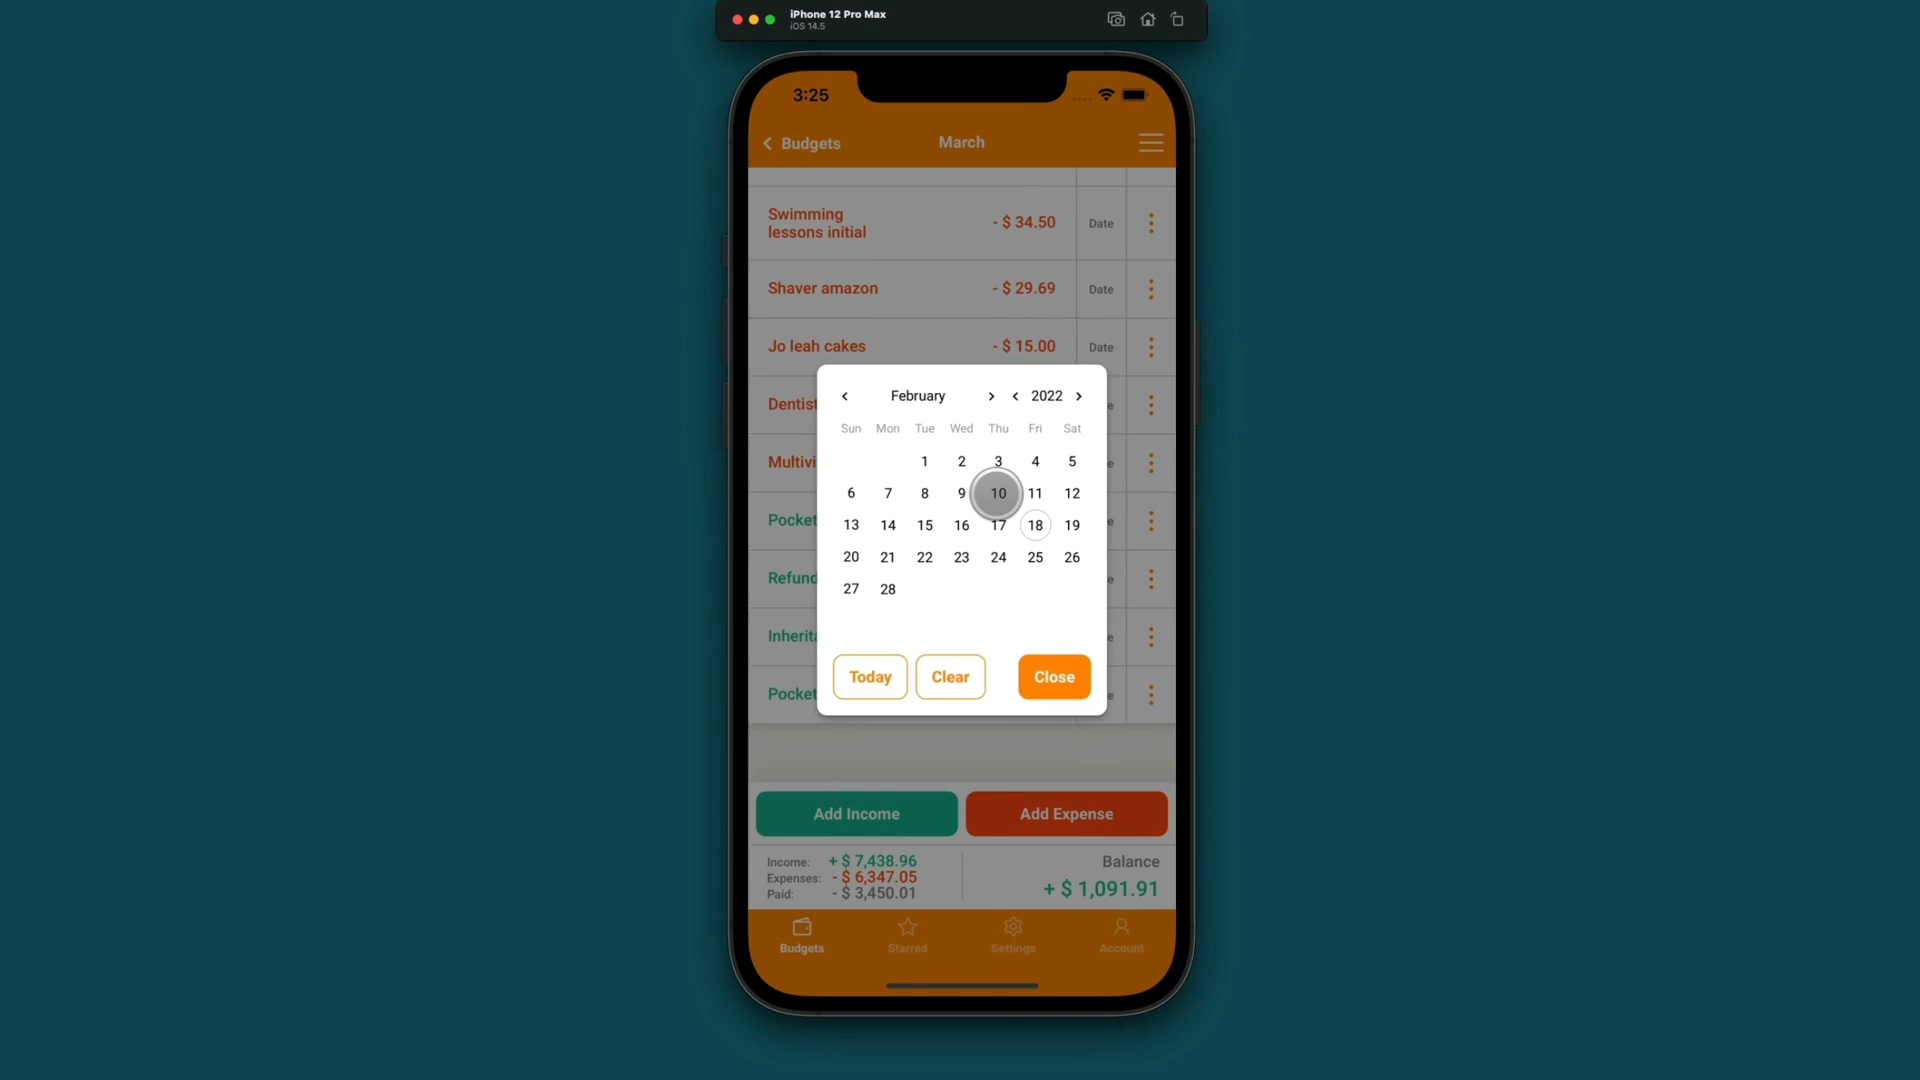 iPhone 12 Pro Max
iOS 14.5
3:25
Budgets
March
Swimming
lessons initial
- $ 34.50
Date
Shaver amazon
- $ 29.69
Date
Jo leah cakes
- $ 15.00
Date
Dentist
e
Multivi
e
Pocket
e
Refund
e
Inherita
e
Pocket
e
February
2022
Sun Mon Tue Wed Thu Fri Sat
1 2 3 4 5
6 7 8 9 10 11 12
13 14 15 16 17 18 19
20 21 22 23 24 25 26
27 28
Today
Clear
Close
Add Income
Add Expense
Income: + $ 7,438.96
Expenses: - $ 6,347.05
Paid: - $ 3,450.01
Balance
+ $ 1,091.91
Budgets
Starred
Settings
Account